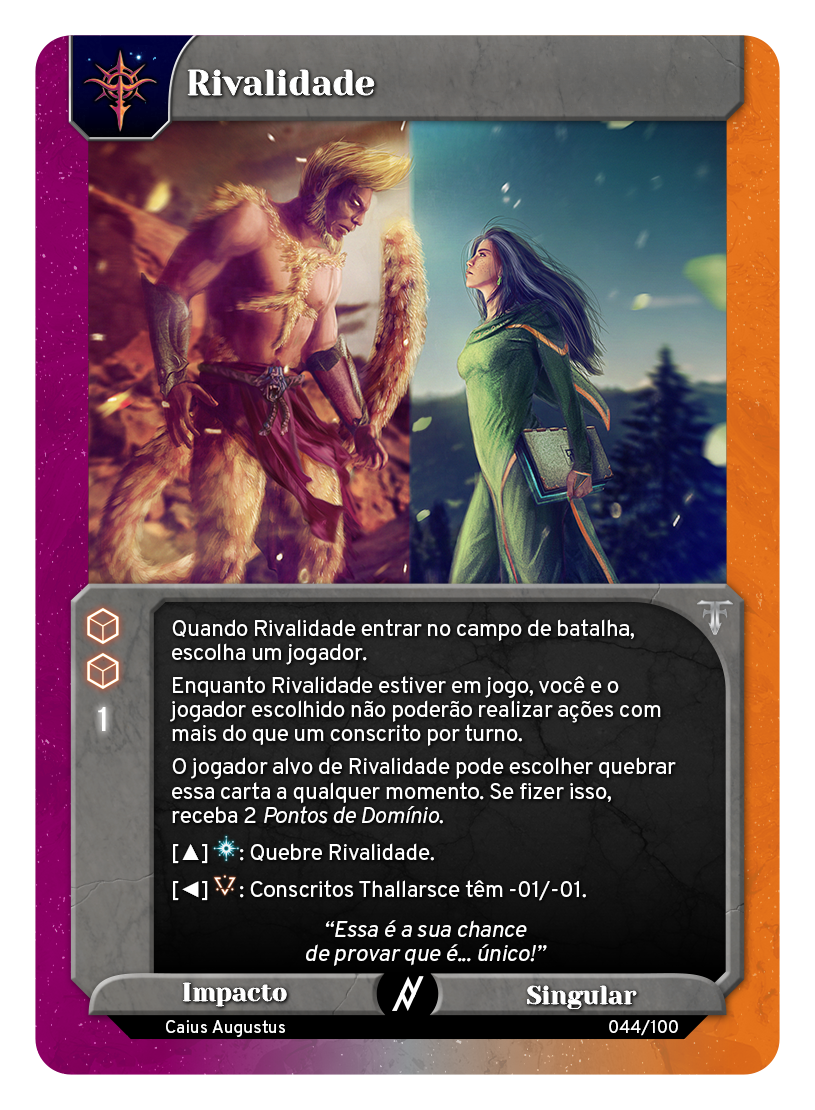 Rivalidade
1
Quando Rivalidade entrar no campo de batalha,
escolha um jogador.
Enquanto Rivalidade estiver em jogo, você e o
jogador escolhido não poderão realizar ações com
mais do que um conscrito por turno.
O jogador alvo de Rivalidade pode escolher quebrar
essa carta a qualquer momento. Se fizer isso,
receba 2 Pontos de Domínio.
[▲] : Quebre Rivalidade.
[◄] : Conscritos Thallarsce têm -01/-01.
“Essa é a sua chance
de provar que é... único!”
Impacto
Singular
Caius Augustus
044/100